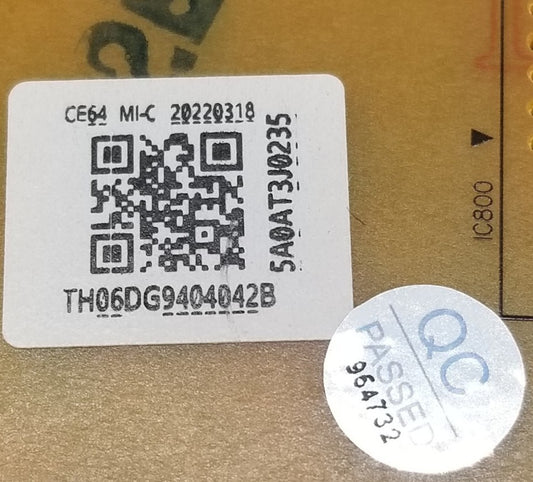 CE64 MI-C 20220318
5A0AT3J0235
TH06DG9404042B
IC800
QC
PASSED
964732